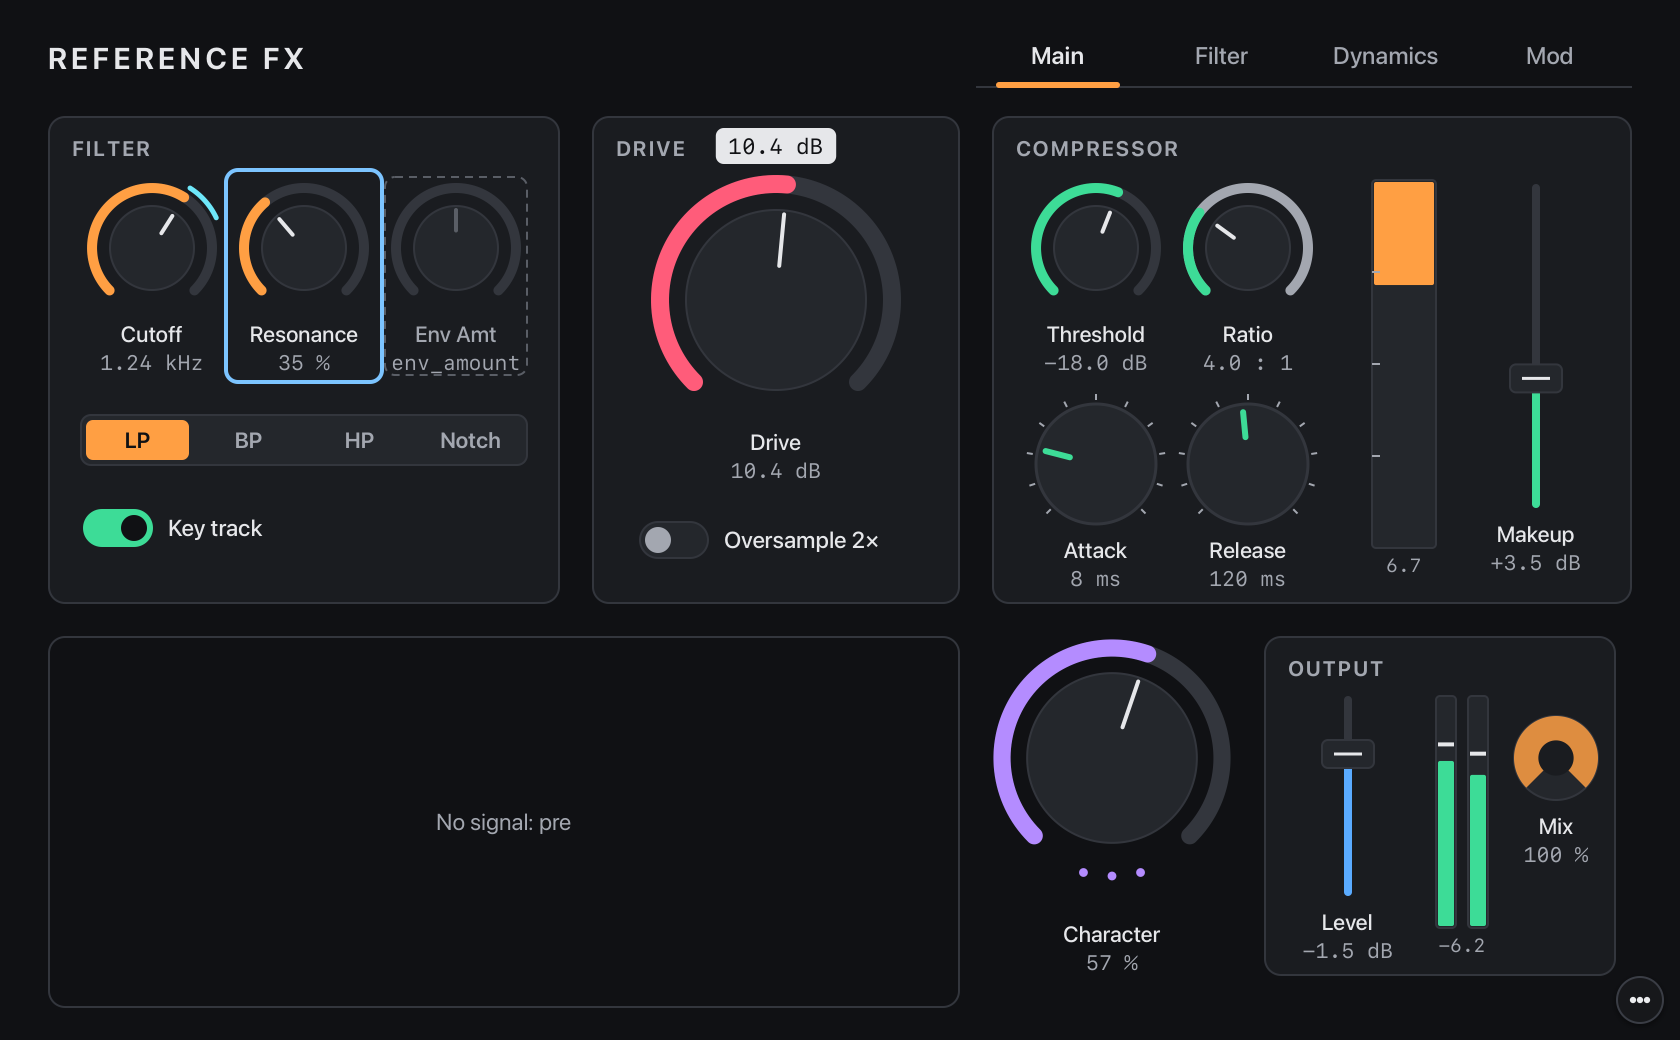 REFERENCE FX
Main
Filter
Dynamics
Mod
FILTER
Cutoff
1.24 kHz
Resonance
35 %
Env Amt
env_amount
LP
BP
HP
Notch
Key track
DRIVE
10.4 dB
Drive
10.4 dB
Oversample 2×
COMPRESSOR
Threshold
−18.0 dB
Ratio
4.0 : 1
Attack
8 ms
Release
120 ms
6.7
Makeup
+3.5 dB
No signal: pre
Character
57 %
OUTPUT
Level
−1.5 dB
−6.2
Mix
100 %